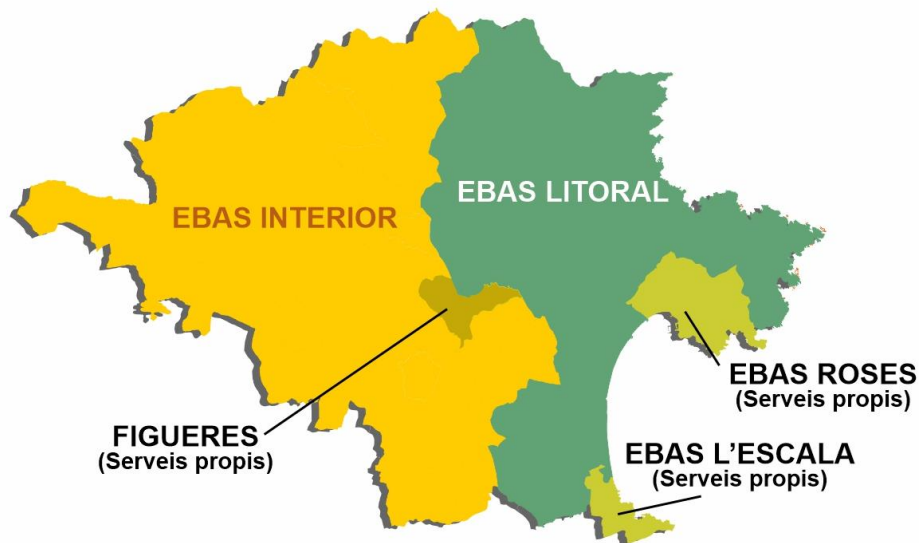 EBAS LITORAL
EBAS INTERIOR
EBAS ROSES
(Serveis propis)
FIGUERES
(Serveis propis)
EBAS L'ESCALA
(Serveis propis)